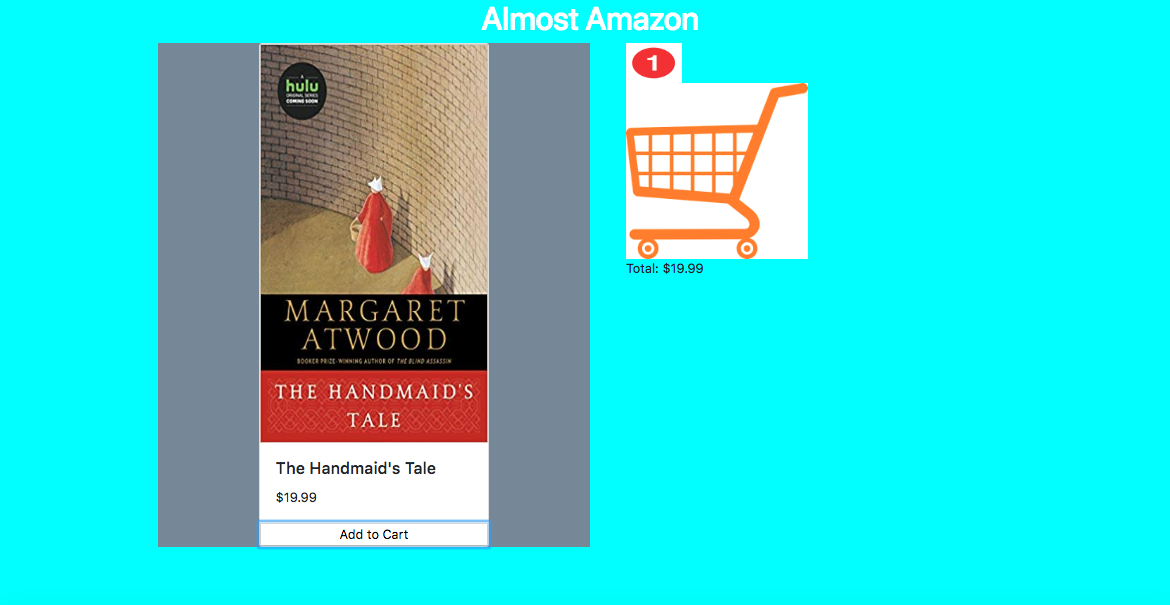 Almost Amazon
A
hulu
ORIGINAL SERIES
COMING SOON
MARGARET
ATWOOD
BOOKER PRIZE-WINNING AUTHOR OF THE BLIND ASSASSIN
THE HANDMAID'S
TALE
The Handmaid's Tale
$19.99
Add to Cart
1
Total: $19.99